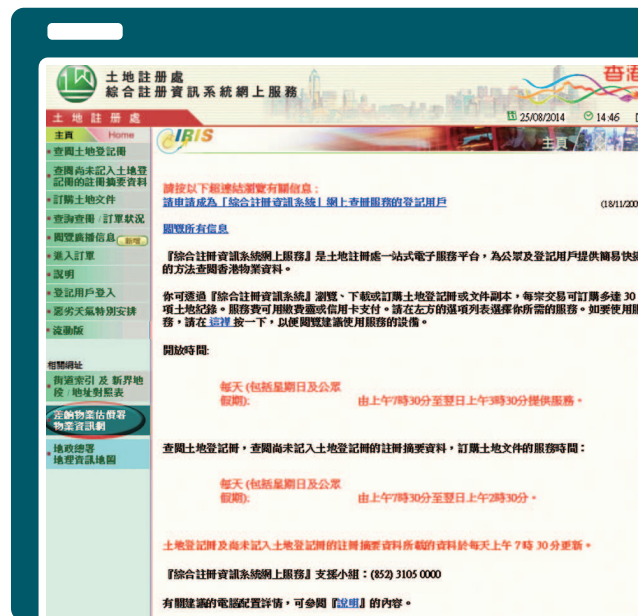 土地註册處
綜合註册資訊系統網上服務
香港
土地註册處
25/08/2014
14:46
主頁
Home
IRIS
主頁
查閱土地登記冊
查閱尚未記入土地登
記冊的註冊摘要資料
訂購土地文件
查詢查冊 / 訂單狀況
閱覽廣播信息
新增
進入訂單
說明
登記用戶登入
惡劣天氣特別安排
流動版
相關網址
街道索引 及 新界地
段 / 地址對照表
差餉物業估價署
物業資訊網
地政總署
地理資訊地圖
請按以下超連結瀏覽有關信息：
請申請成為「綜合註冊資訊系統」網上查冊服務的登記用戶
(18/11/200
閱覽所有信息
『綜合註冊資訊系統網上服務』是土地註冊處一站式電子服務平台，為公眾及登記用戶提供簡易快
的方法查閱香港物業資料。
你可透過『綜合註冊資訊系統』瀏覽、下載或訂購土地登記冊或文件副本，每宗交易可訂購多達 30
項土地紀錄。服務費可用繳費靈或信用卡支付。請在左方的選項列表選擇你所需的服務。如要使用
務，請在 這裡 按一下，以便閱覽建議使用服務的設備。
開放時間:
每天 (包括星期日及公眾
假期):
由上午7時30分至翌日上午3時30分提供服務。
查閱土地登記冊，查閱尚未記入土地登記冊的註冊摘要資料，訂購土地文件的服務時間：
每天 (包括星期日及公眾
假期):
由上午7時30分至翌日上午2時30分。
土地登記冊及尚未記入土地登記冊的註冊摘要資料所載的資料於每天上午 7時 30 分更新。
『綜合註冊資訊系統網上服務』支援小組：(852) 3105 0000
有關建議的電腦配置詳情，可參閱『說明』的內容。